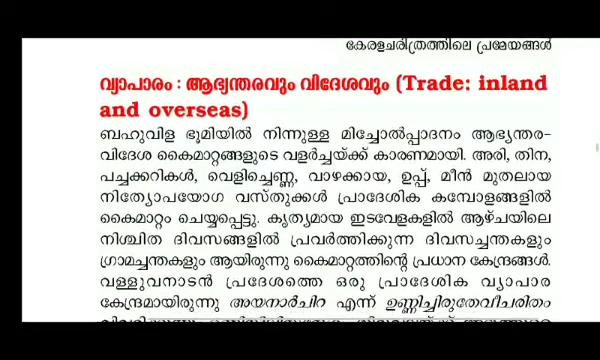 കേരളചരിത്രത്തിലെ പ്രമേയങ്ങൾ
വ്യാപാരം : ആഭ്യന്തരവും വിദേശവും (Trade: inland
and overseas)
ബഹുവിള ഭൂമിയിൽ നിന്നുള്ള മിച്ചോൽപ്പാദനം ആഭ്യന്തര-
വിദേശ കൈമാറ്റങ്ങളുടെ വളർച്ചയ്ക്ക് കാരണമായി. അരി, തിന,
പച്ചക്കറികൾ, വെളിച്ചെണ്ണ, വാഴക്കായ, ഉപ്പ്, മീൻ മുതലായ
നിത്യോപയോഗ വസ്തുക്കൾ പ്രാദേശിക കമ്പോളങ്ങളിൽ
കൈമാറ്റം ചെയ്യപ്പെട്ടു. കൃത്യമായ ഇടവേളകളിൽ ആഴ്ചയിലെ
നിശ്ചിത ദിവസങ്ങളിൽ പ്രവർത്തിക്കുന്ന ദിവസച്ചന്തകളും
ഗ്രാമച്ചന്തകളും ആയിരുന്നു കൈമാറ്റത്തിന്റെ പ്രധാന കേന്ദ്രങ്ങൾ.
വള്ളുവനാടൻ പ്രദേശത്തെ ഒരു പ്രാദേശിക വ്യാപാര
കേന്ദ്രമായിരുന്നു അയനാർചിറ എന്ന് ഉണ്ണിച്ചിരുതേവീചരിതം